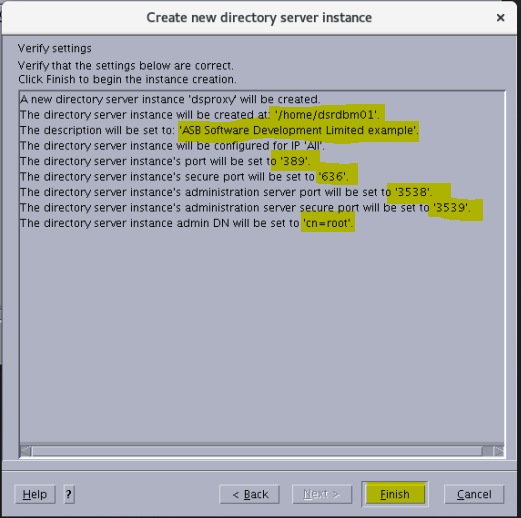 Create new directory server instance
×
Verify settings
Verify that the settings below are correct.
Click Finish to begin the instance creation.
A new directory server instance 'dsproxy' will be created.
The directory server instance will be created at: '/home/dsrdbm01'.
The description will be set to: 'ASB Software Development Limited example'.
The directory server instance will be configured for IP 'All'.
The directory server instance's port will be set to '389'.
The directory server instance's secure port will be set to '636'.
The directory server instance's administration server port will be set to '3538'.
The directory server instance's administration server secure port will be set to '3539'.
The directory server instance admin DN will be set to 'cn=root'.
Help ? < Back Next > Finish Cancel